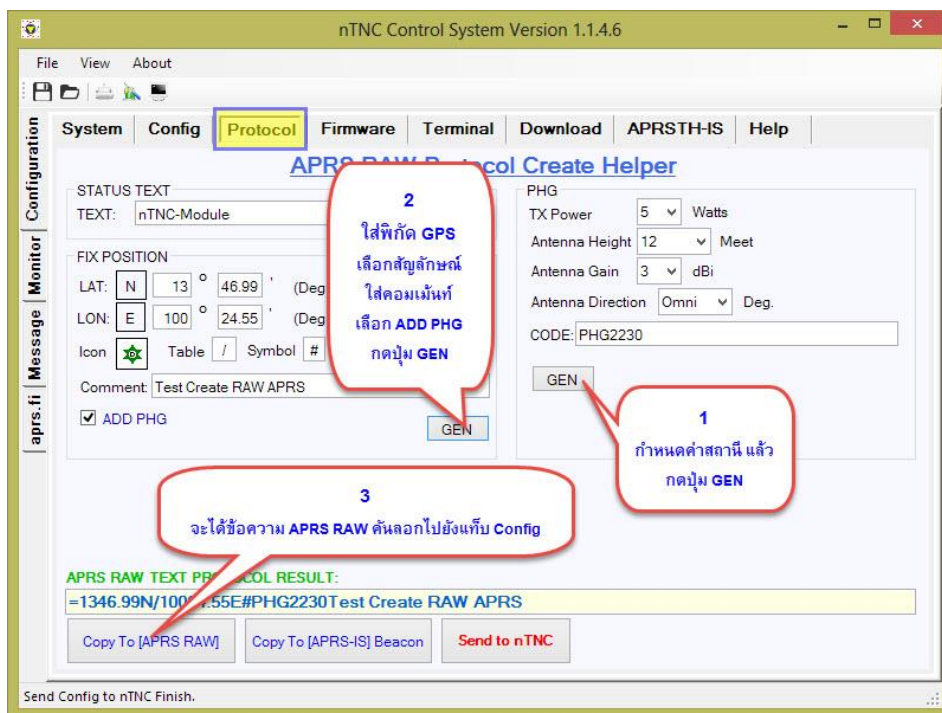 nTNC Control System Version 1.1.4.6
File View About
System Config Protocol Firmware Terminal Download APRSTH-IS Help
Configuration
Monitor
Message
aprs.fi
APRS RAW Create Helper
STATUS TEXT
TEXT: nTNC-Module
FIX POSITION
LAT: N 13 o 46.99 ' (Deg
LON: E 100 o 24.55 ' (Deg
Icon Table / Symbol #
Comment: Test Create RAW APRS
ADD PHG
GEN
2
ใส่พิกัด GPS
เลือกสัญลักษณ์
ใส่คอมเม้นท์
เลือก ADD PHG
กดปุ่ม GEN
PHG
TX Power 5 Watts
Antenna Height 12 Meet
Antenna Gain 3 dBi
Antenna Direction Omni Deg.
CODE: PHG2230
GEN
1
กำหนดค่าสถานี แล้ว
กดปุ่ม GEN
3
จะได้ข้อความ APRS RAW คันลอกไปยังแท็บ Config
APRS RAW TEXT RESULT:
=1346.99N/100 .55E#PHG2230Test Create RAW APRS
Copy To [APRS RAW] Copy To [APRS-IS] Beacon Send to nTNC
Send Config to nTNC Finish.